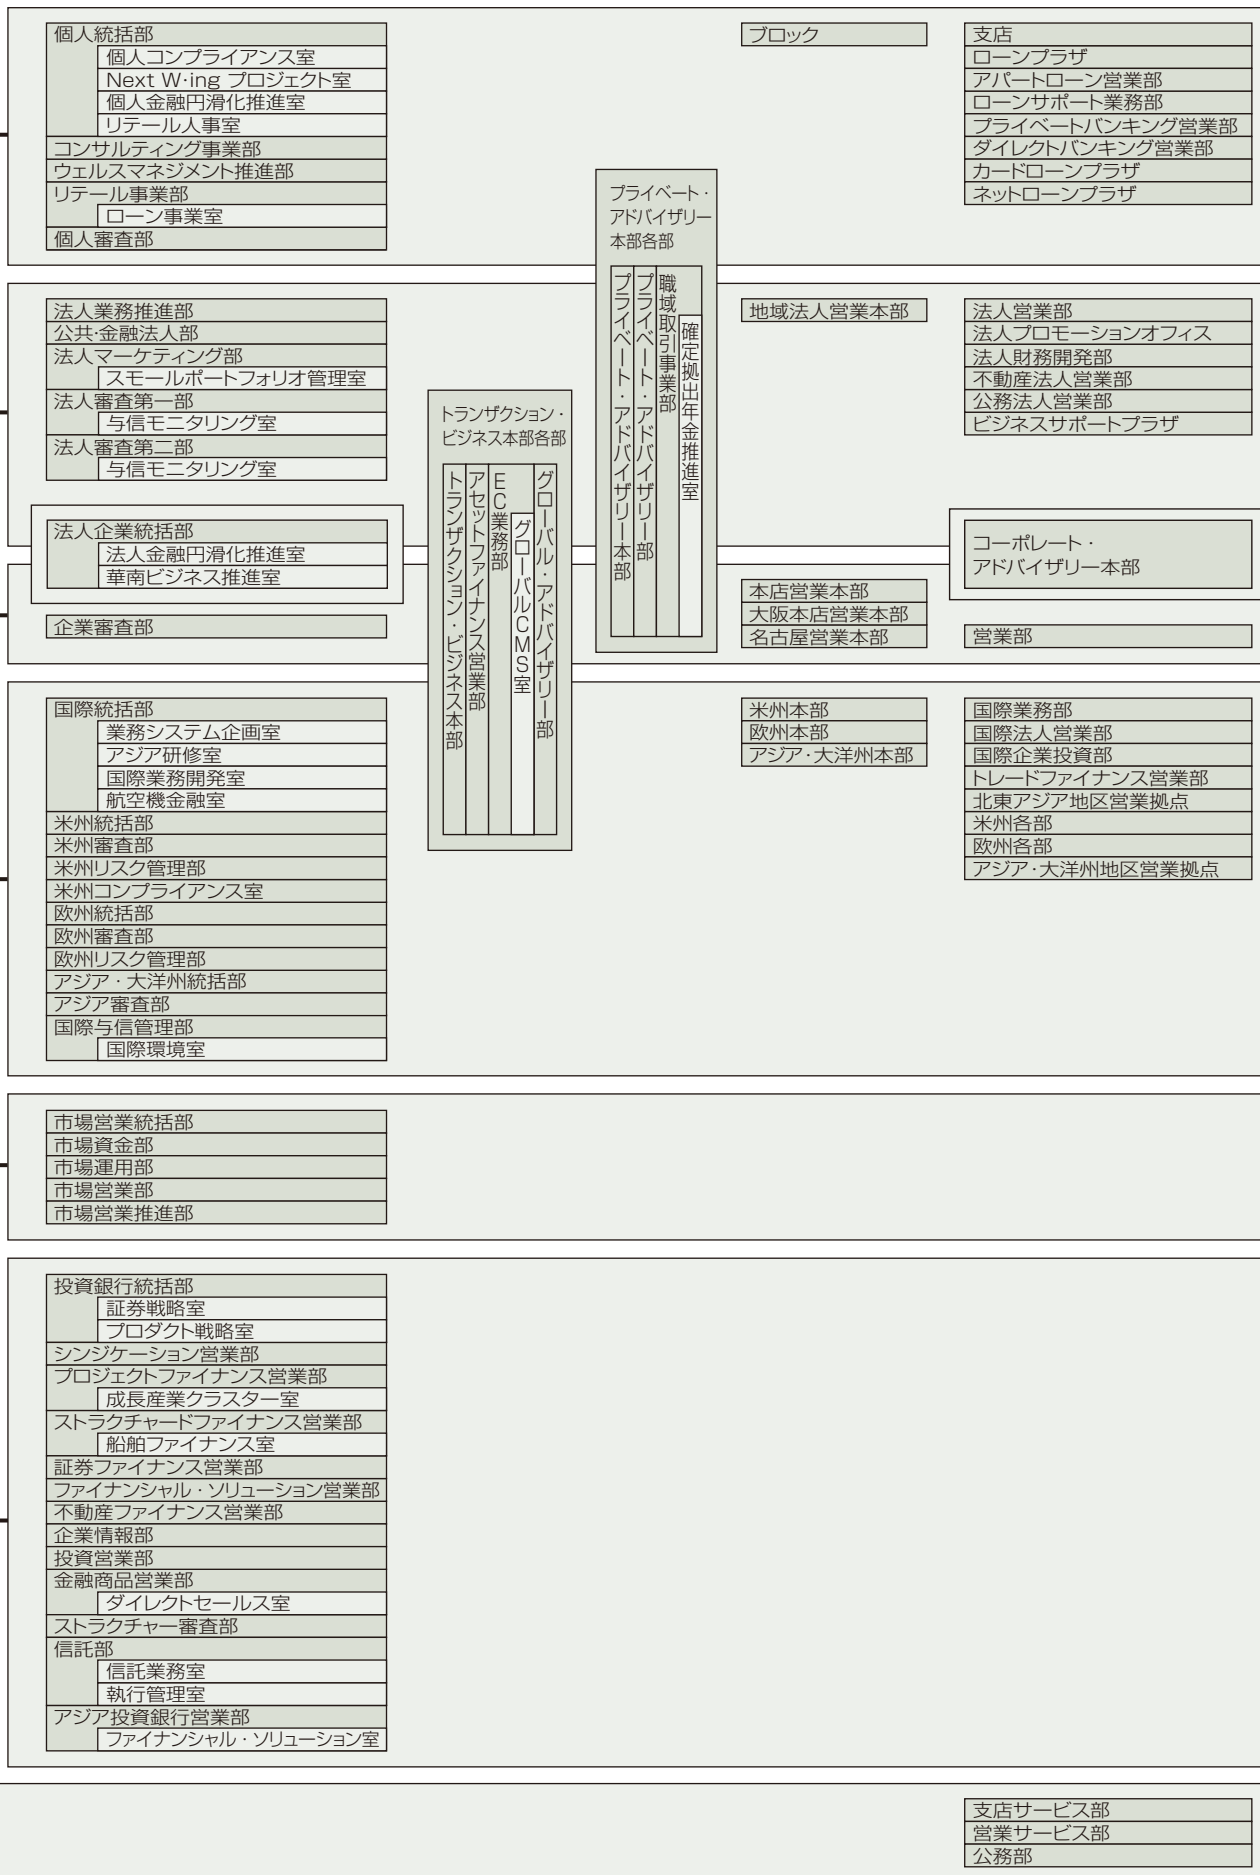 個人統括部
個人コンプライアンス室
Next W·ing プロジェクト室
個人金融円滑化推進室
リテール人事室
コンサルティング事業部
ウェルスマネジメント推進部
リテール事業部
ローン事業室
個人審査部
ブロック
支店
ローンプラザ
アパートローン営業部
ローンサポート業務部
プライベートバンキング営業部
ダイレクトバンキング営業部
カードローンプラザ
ネットローンプラザ
プライベート・
アドバイザリー
本部各部
プライベート・アドバイザリー本部
プライベート・アドバイザリー部
職域取引事業部
確定拠出年金推進室
法人業務推進部
公共・金融法人部
法人マーケティング部
スモールポートフォリオ管理室
法人審査第一部
与信モニタリング室
法人審査第二部
与信モニタリング室
地域法人営業本部
法人営業部
法人プロモーションオフィス
法人財務開発部
不動産法人営業部
公務法人営業部
ビジネスサポートプラザ
トランザクション・
ビジネス本部各部
トランザクション・ビジネス本部
アセットファイナンス営業部
EC業務部
グローバルCMS室
グローバル・アドバイザリー部
法人企業統括部
法人金融円滑化推進室
華南ビジネス推進室
コーポレート・
アドバイザリー本部
企業審査部
本店営業本部
大阪本店営業本部
名古屋営業本部
営業部
国際統括部
業務システム企画室
アジア研修室
国際業務開発室
航空機金融室
米州統括部
米州審査部
米州リスク管理部
米州コンプライアンス室
欧州統括部
欧州審査部
欧州リスク管理部
アジア・大洋州統括部
アジア審査部
国際与信管理部
国際環境室
米州本部
欧州本部
アジア・大洋州本部
国際業務部
国際法人営業部
国際企業投資部
トレードファイナンス営業部
北東アジア地区営業拠点
米州各部
欧州各部
アジア・大洋州地区営業拠点
市場営業統括部
市場資金部
市場運用部
市場営業部
市場営業推進部
投資銀行統括部
証券戦略室
プロダクト戦略室
シンジケーション営業部
プロジェクトファイナンス営業部
成長産業クラスター室
ストラクチャードファイナンス営業部
船舶ファイナンス室
証券ファイナンス営業部
ファイナンシャル・ソリューション営業部
不動産ファイナンス営業部
企業情報部
投資営業部
金融商品営業部
ダイレクトセールス室
ストラクチャー審査部
信託部
信託業務室
執行管理室
アジア投資銀行営業部
ファイナンシャル・ソリューション室
支店サービス部
営業サービス部
公務部